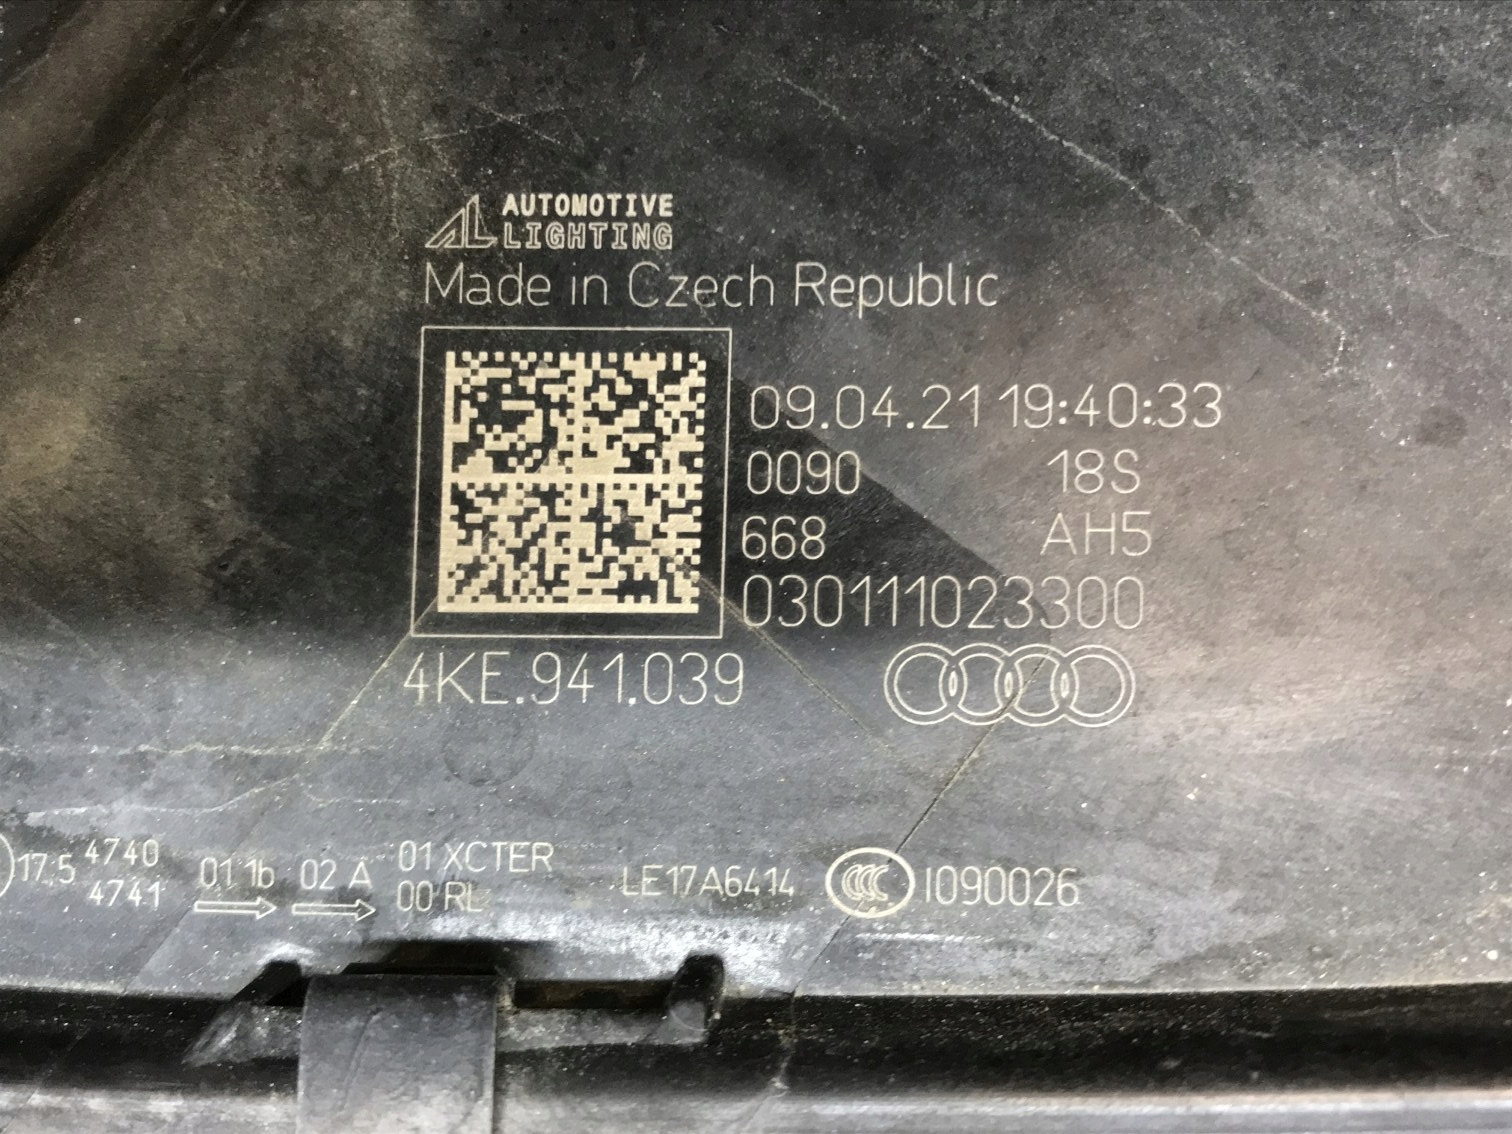 AUTOMOTIVE
LIGHTING
Made in Czech Republic
09.04.21 19:40:33
0090 18S
668 AH5
030111023300
4KE.941.039
17.5 4740 01 1b 02 A 01 XCTER LE17A6414 CCC I090026
4741 00 RL